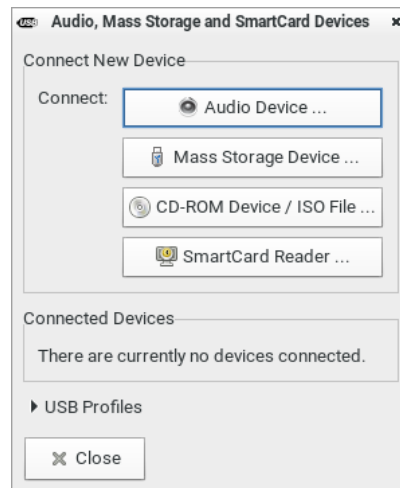 Audio, Mass Storage and SmartCard Devices
Connect New Device
Connect:
Audio Device ...
Mass Storage Device ...
CD-ROM Device / ISO File ...
SmartCard Reader ...
Connected Devices
There are currently no devices connected.
USB Profiles
Close